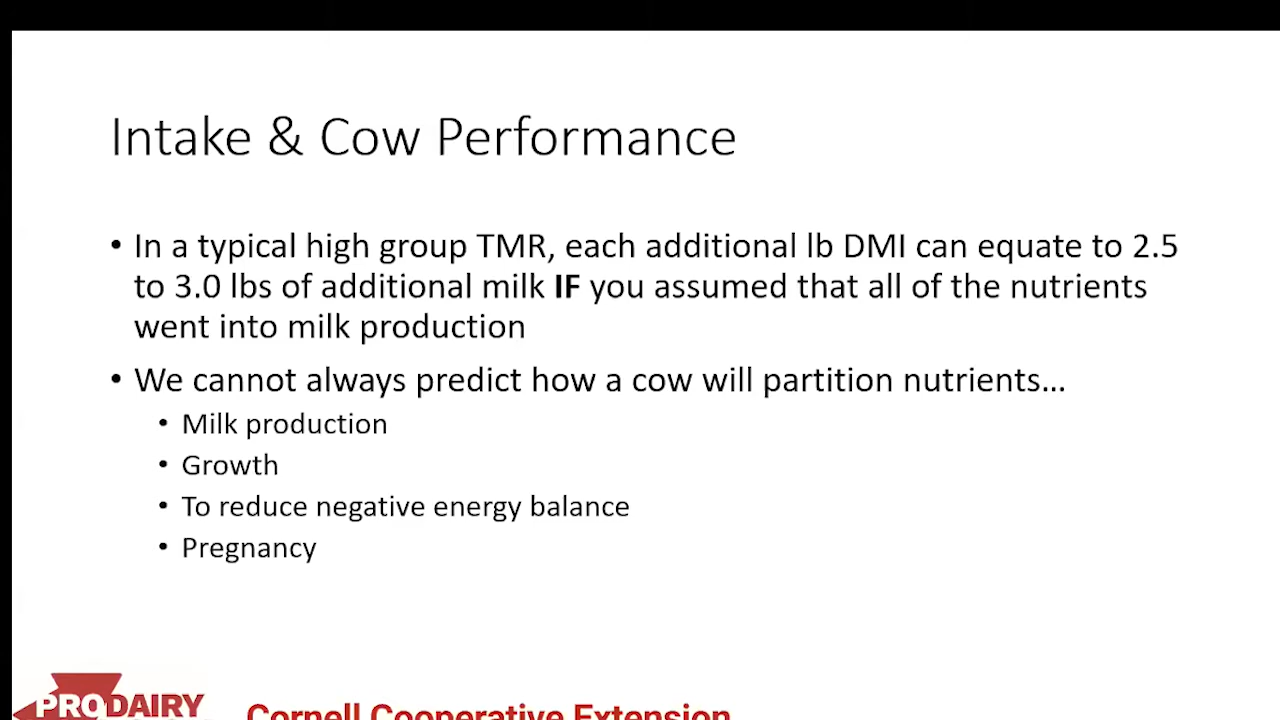 Intake & Cow Performance
• In a typical high group TMR, each additional lb DMI can equate to 2.5
to 3.0 lbs of additional milk IF you assumed that all of the nutrients
went into milk production
• We cannot always predict how a cow will partition nutrients…
• Milk production
• Growth
• To reduce negative energy balance
• Pregnancy
PRODAIRY
Cornell Cooperative Extension